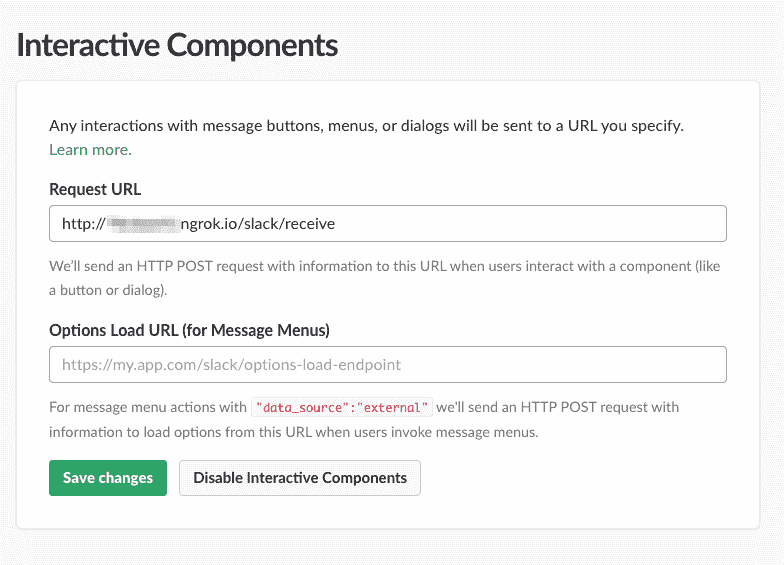 Interactive Components
Any interactions with message buttons, menus, or dialogs will be sent to a URL you specify.
Learn more.
Request URL
http:// ngrok.io/slack/receive
We'll send an HTTP POST request with information to this URL when users interact with a component (like
a button or dialog).
Options Load URL (for Message Menus)
https://my.app.com/slack/options-load-endpoint
For message menu actions with "data_source":"external" we'll send an HTTP POST request with
information to load options from this URL when users invoke message menus.
Save changes
Disable Interactive Components